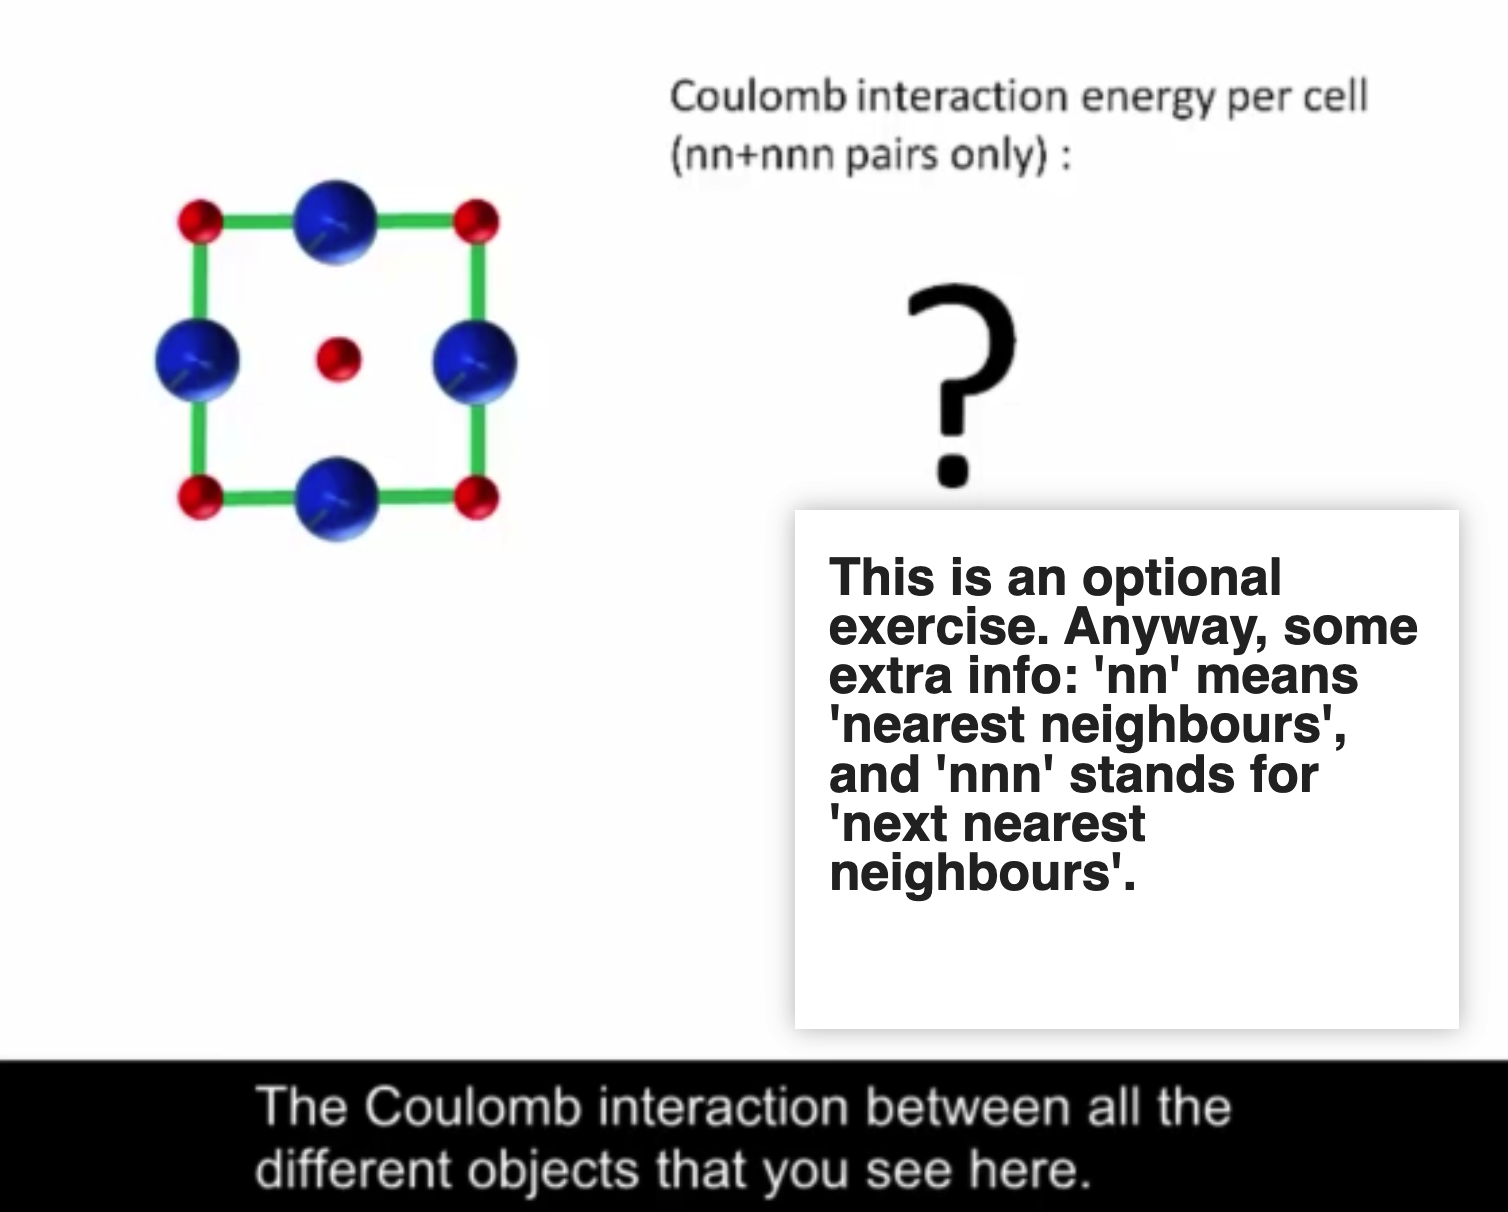 Coulomb interaction energy per cell
(nn+nnn pairs only) :
?
This is an optional
exercise. Anyway, some
extra info: 'nn' means
'nearest neighbours',
and 'nnn' stands for
'next nearest
neighbours'.
The Coulomb interaction between all the
different objects that you see here.